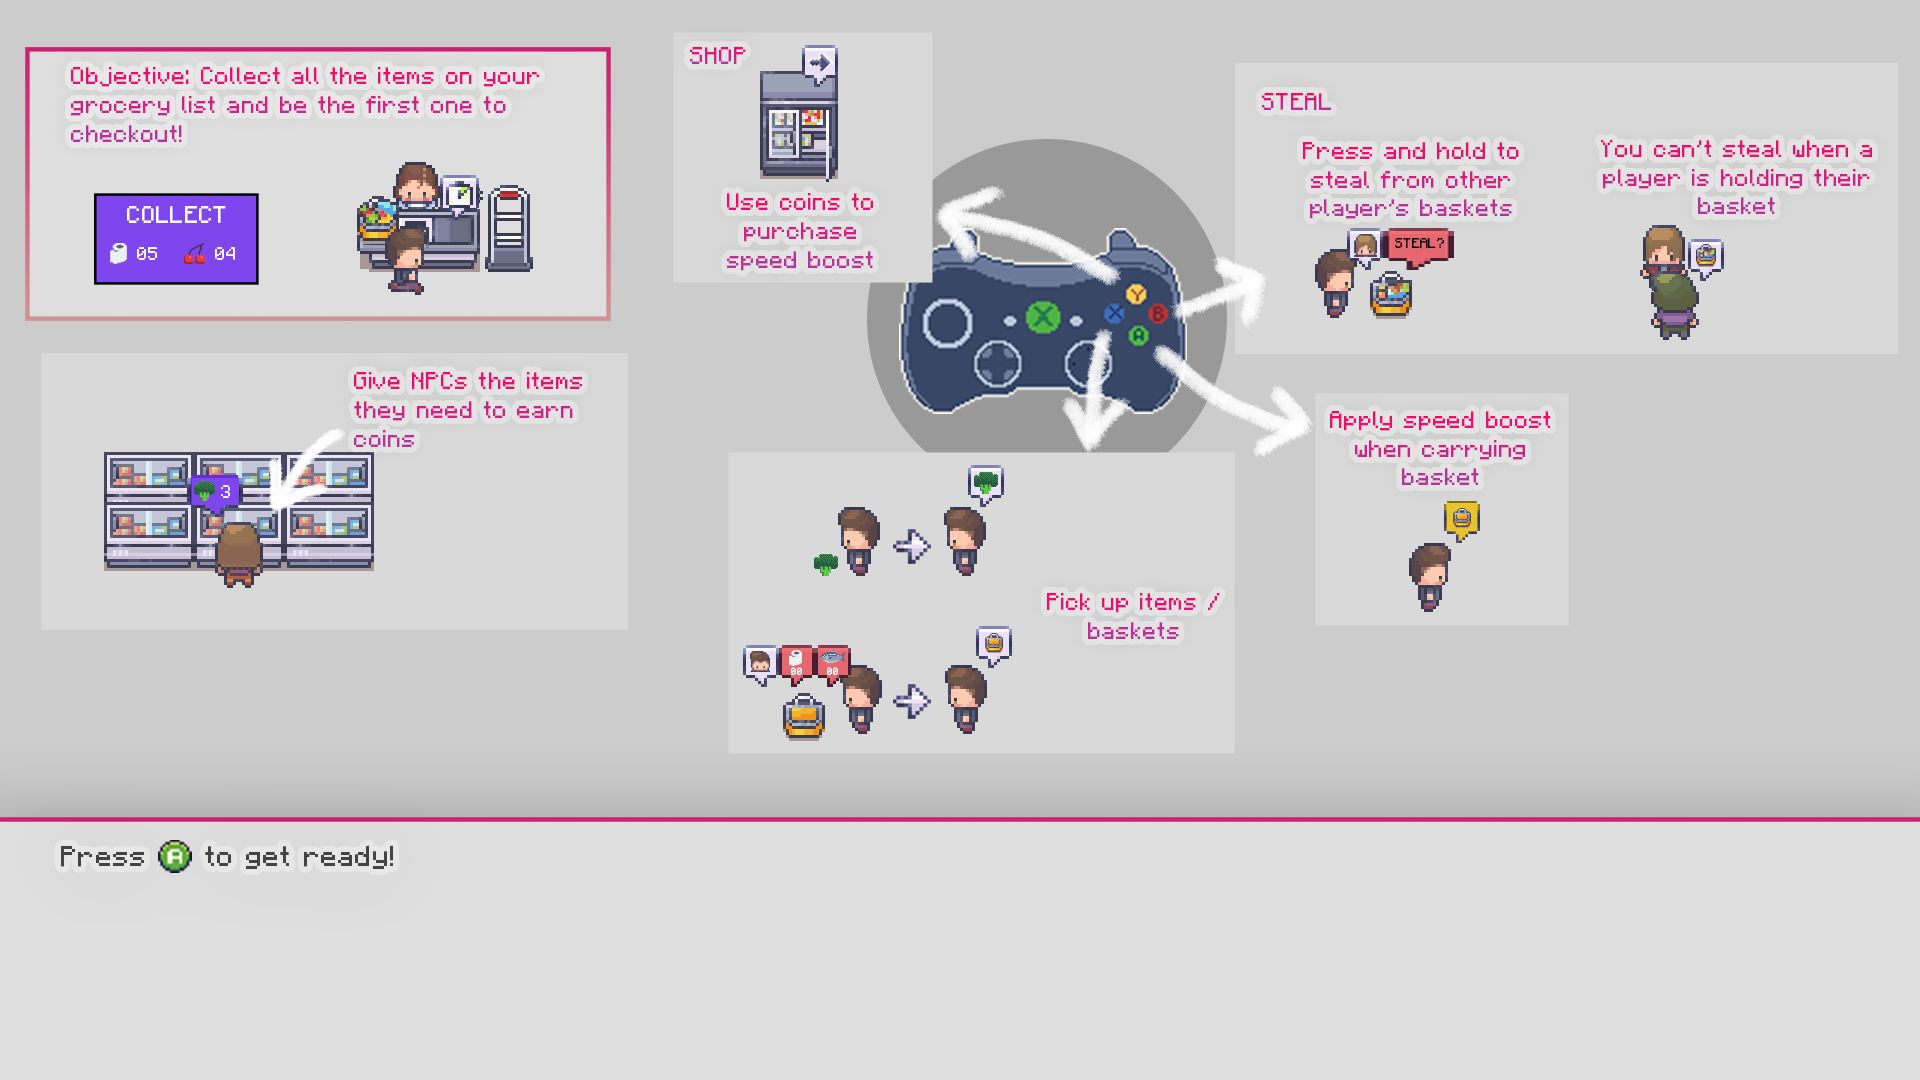 Objective: Collect all the items on your
grocery list and be the first one to
checkout!
COLLECT
05 04
SHOP
Use coins to
purchase
speed boost
STEAL
Press and hold to
steal from other
player's baskets
STEAL?
You can't steal when a
player is holding their
basket
Y
X
B
A
Give NPCs the items
they need to earn
coins
3
Apply speed boost
when carrying
basket
Pick up items /
baskets
00 00
Press A to get ready!